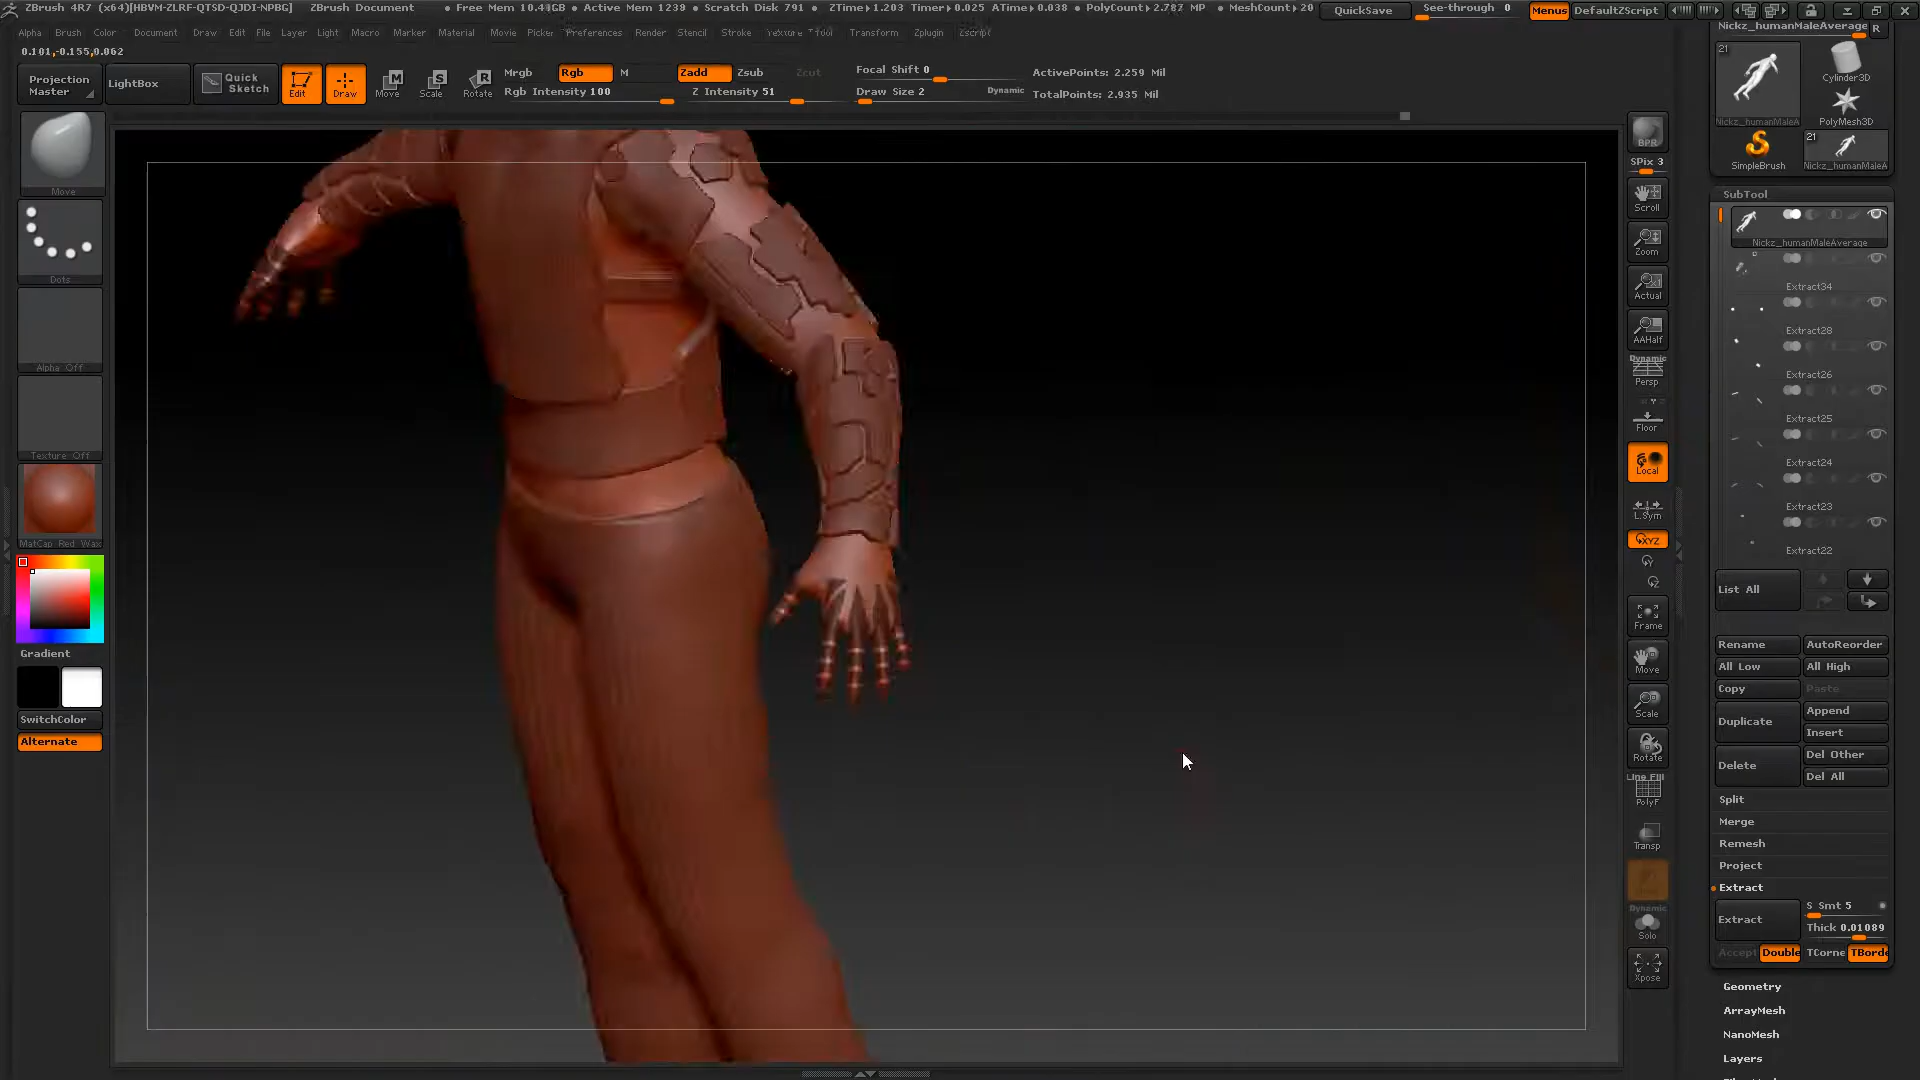 ZBrush 4R7 (x64)[HBVM-ZLRF-QTSD-QJDI-NPBG] ZBrush Document • Free Mem 10.4 GB • Active Mem 1239 • Scratch Disk 791 • ZTime▸1.203 Timer▸0.025 ATime▸0.038 • PolyCount▸2.787 MP • MeshCount▸20 QuickSave See-through 0 Menus DefaultZScript
Alpha Brush Color Document Draw Edit File Layer Light Macro Marker Material Movie Picker Preferences Render Stencil Stroke Texture Tool Transform Zplugin Zscript
0.101,-0.155,0.062
Projection Master
LightBox
Quick Sketch
Edit
Draw
Move
Scale
Rotate
Mrgb Rgb M
Rgb Intensity 100
Zadd Zsub Zcut
Z Intensity 51
Focal Shift 0
Draw Size 2 Dynamic
ActivePoints: 2.259 Mil
TotalPoints: 2.935 Mil
Move
Dots
Alpha Off
Texture Off
MatCap Red Wax
Gradient
SwitchColor
Alternate
BPR
SPix 3
Scroll
Zoom
Actual
AAHalf
Dynamic
Persp
Floor
Local
L.Sym
XYZ
Y
Z
Frame
Move
Scale
Rotate
Line Fill
PolyF
Transp
Dynamic
Solo
Xpose
Nickz_humanMaleAverage R
21
Nickz_humanMaleA
Cylinder3D
PolyMesh3D
SimpleBrush
21
Nickz_humanMaleA
SubTool
Nickz_humanMaleAverage
Extract34
Extract28
Extract26
Extract25
Extract24
Extract23
Extract22
List All
Rename AutoReorder
All Low All High
Copy Paste
Duplicate Append
Insert
Delete Del Other
Del All
Split
Merge
Remesh
Project
Extract
Extract S Smt 5
Thick 0.01089
Accept Double TCorne TBorde
Geometry
ArrayMesh
NanoMesh
Layers